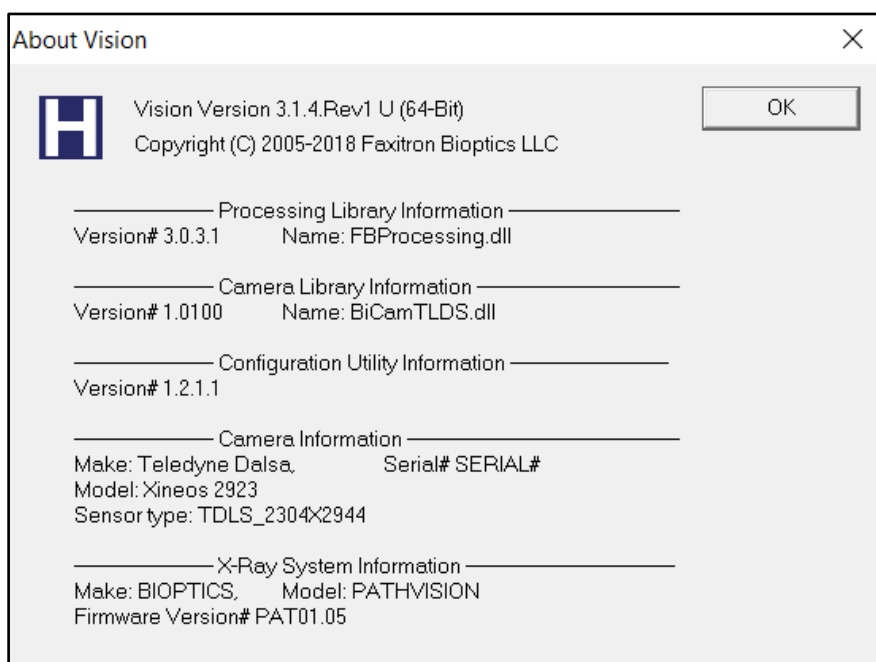 About Vision
Vision Version 3.1.4.Rev1 U (64-Bit)
OK
Copyright (C) 2005-2018 Faxitron Bioptics LLC
Processing Library Information
Version# 3.0.3.1 Name: FBProcessing.dll
Camera Library Information
Version# 1.0100 Name: BiCamTLDS.dll
Configuration Utility Information
Version# 1.2.1.1
Camera Information
Make: Teledyne Dalsa, Serial# SERIAL#
Model: Xineos 2923
Sensor type: TDLS_2304X2944
X-Ray System Information
Make: BIOPTICS, Model: PATHVISION
Firmware Version# PAT01.05